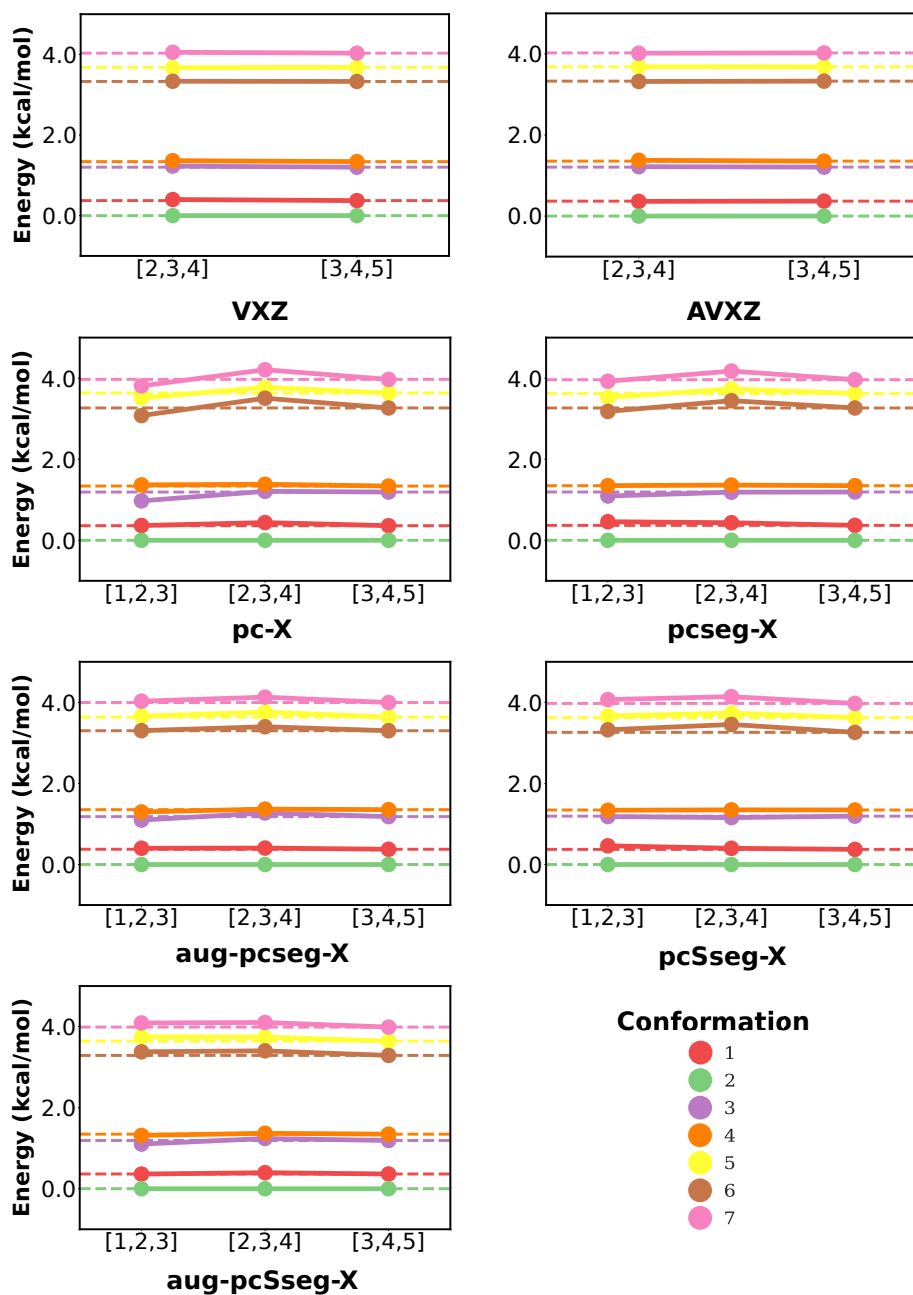 Energy (kcal/mol)
4.0
2.0
0.0
[2,3,4] [3,4,5]
VXZ
[2,3,4] [3,4,5]
AVXZ
Energy (kcal/mol)
4.0
2.0
0.0
[1,2,3] [2,3,4] [3,4,5]
pc-X
4.0
2.0
0.0
[1,2,3] [2,3,4] [3,4,5]
pcseg-X
Energy (kcal/mol)
4.0
2.0
0.0
[1,2,3] [2,3,4] [3,4,5]
aug-pcseg-X
4.0
2.0
0.0
[1,2,3] [2,3,4] [3,4,5]
pcSseg-X
Energy (kcal/mol)
4.0
2.0
0.0
[1,2,3] [2,3,4] [3,4,5]
aug-pcSseg-X
Conformation
1
2
3
4
5
6
7